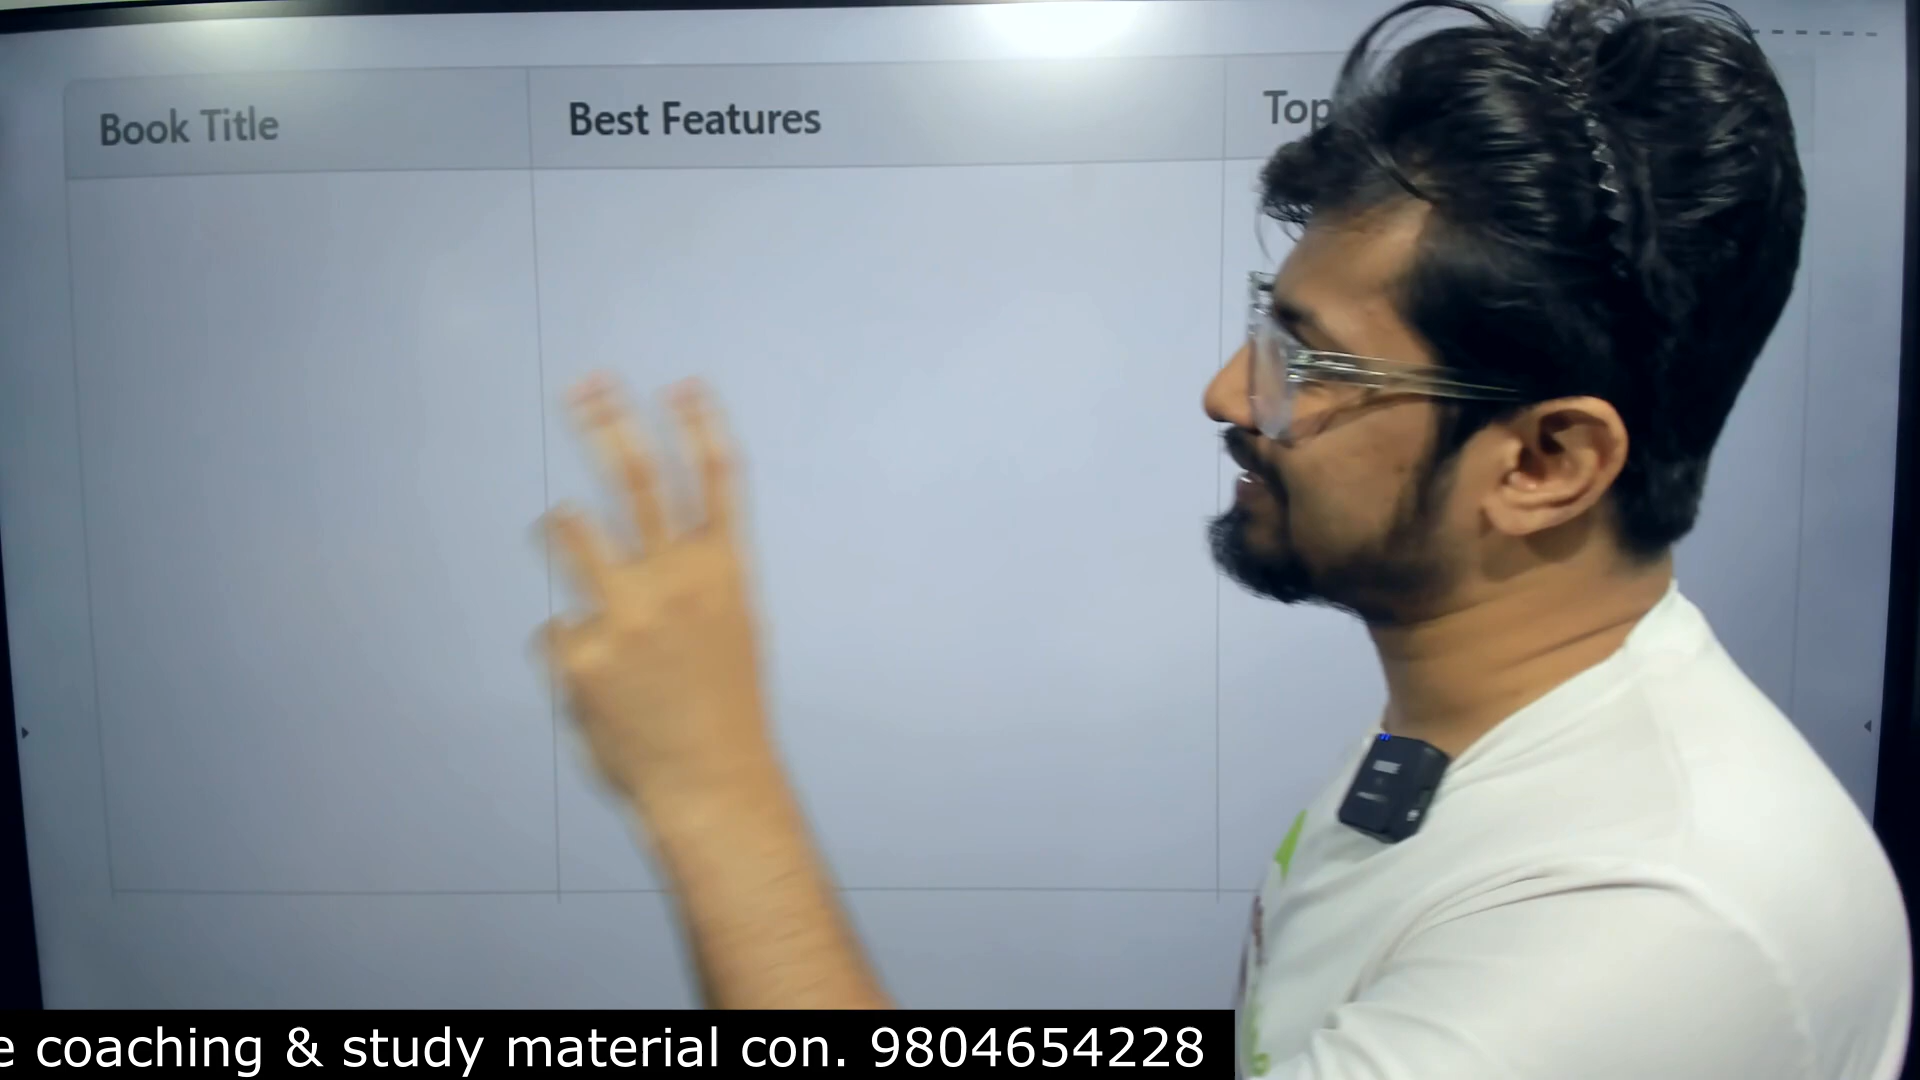 Book Title
Best Features
Top
e coaching & study material con. 9804654228